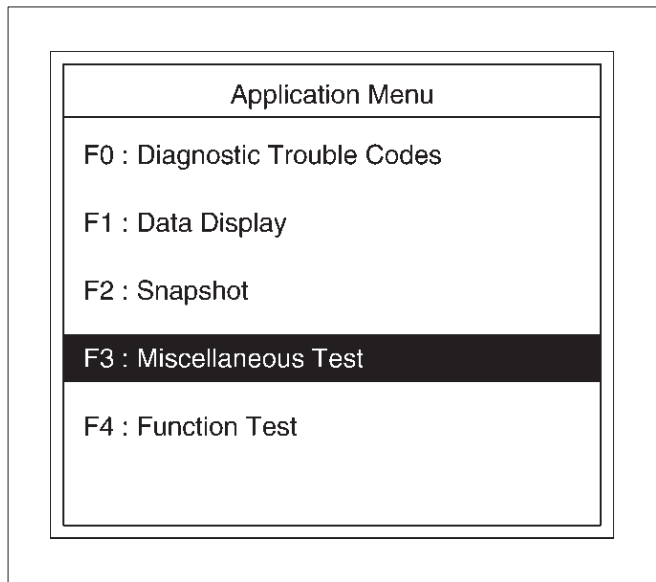 Application Menu
F0 : Diagnostic Trouble Codes
F1 : Data Display
F2 : Snapshot
F3 : Miscellaneous Test
F4 : Function Test